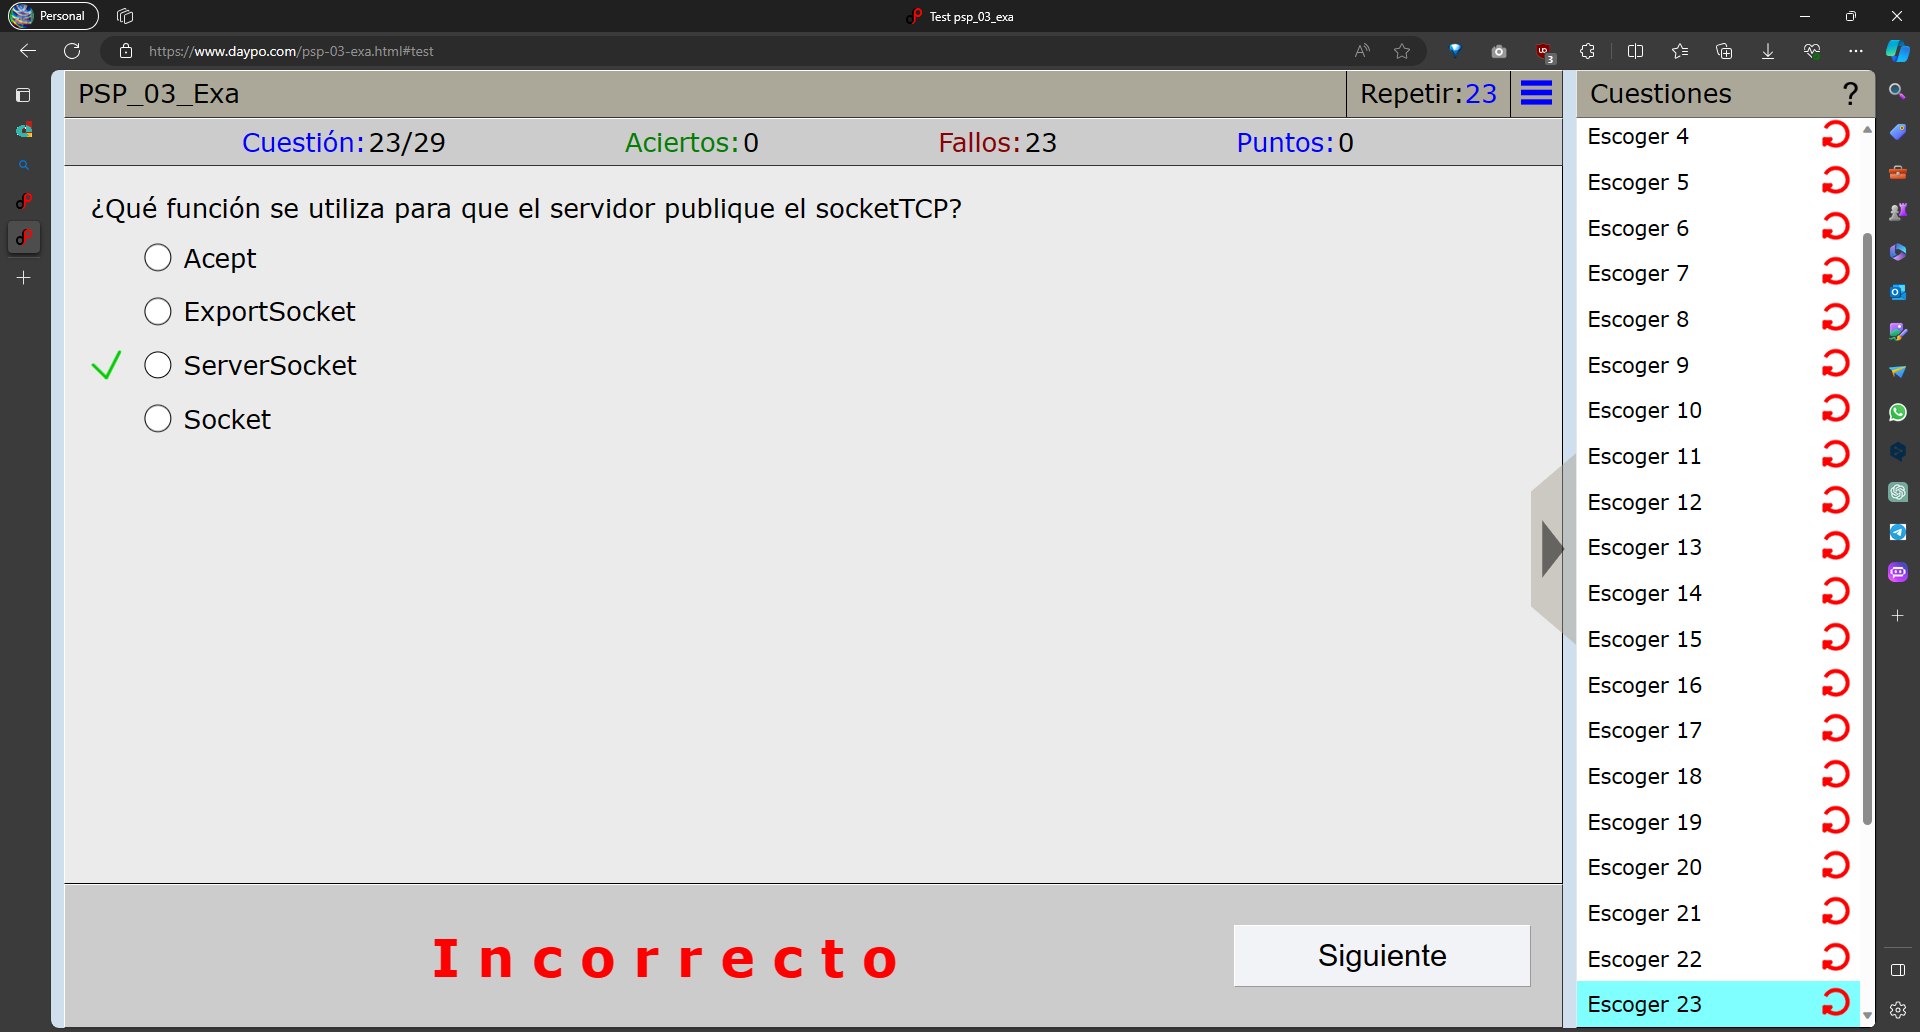 Personal
Test psp_03_exa
https://www.daypo.com/psp-03-exa.html#test
3
PSP_03_Exa
Repetir:23
Cuestiones
?
Cuestión:23/29
Aciertos:0
Fallos:23
Puntos:0
¿Qué función se utiliza para que el servidor publique el socketTCP?
Acept
ExportSocket
ServerSocket
Socket
Incorrecto
Siguiente
Escoger 4
Escoger 5
Escoger 6
Escoger 7
Escoger 8
Escoger 9
Escoger 10
Escoger 11
Escoger 12
Escoger 13
Escoger 14
Escoger 15
Escoger 16
Escoger 17
Escoger 18
Escoger 19
Escoger 20
Escoger 21
Escoger 22
Escoger 23